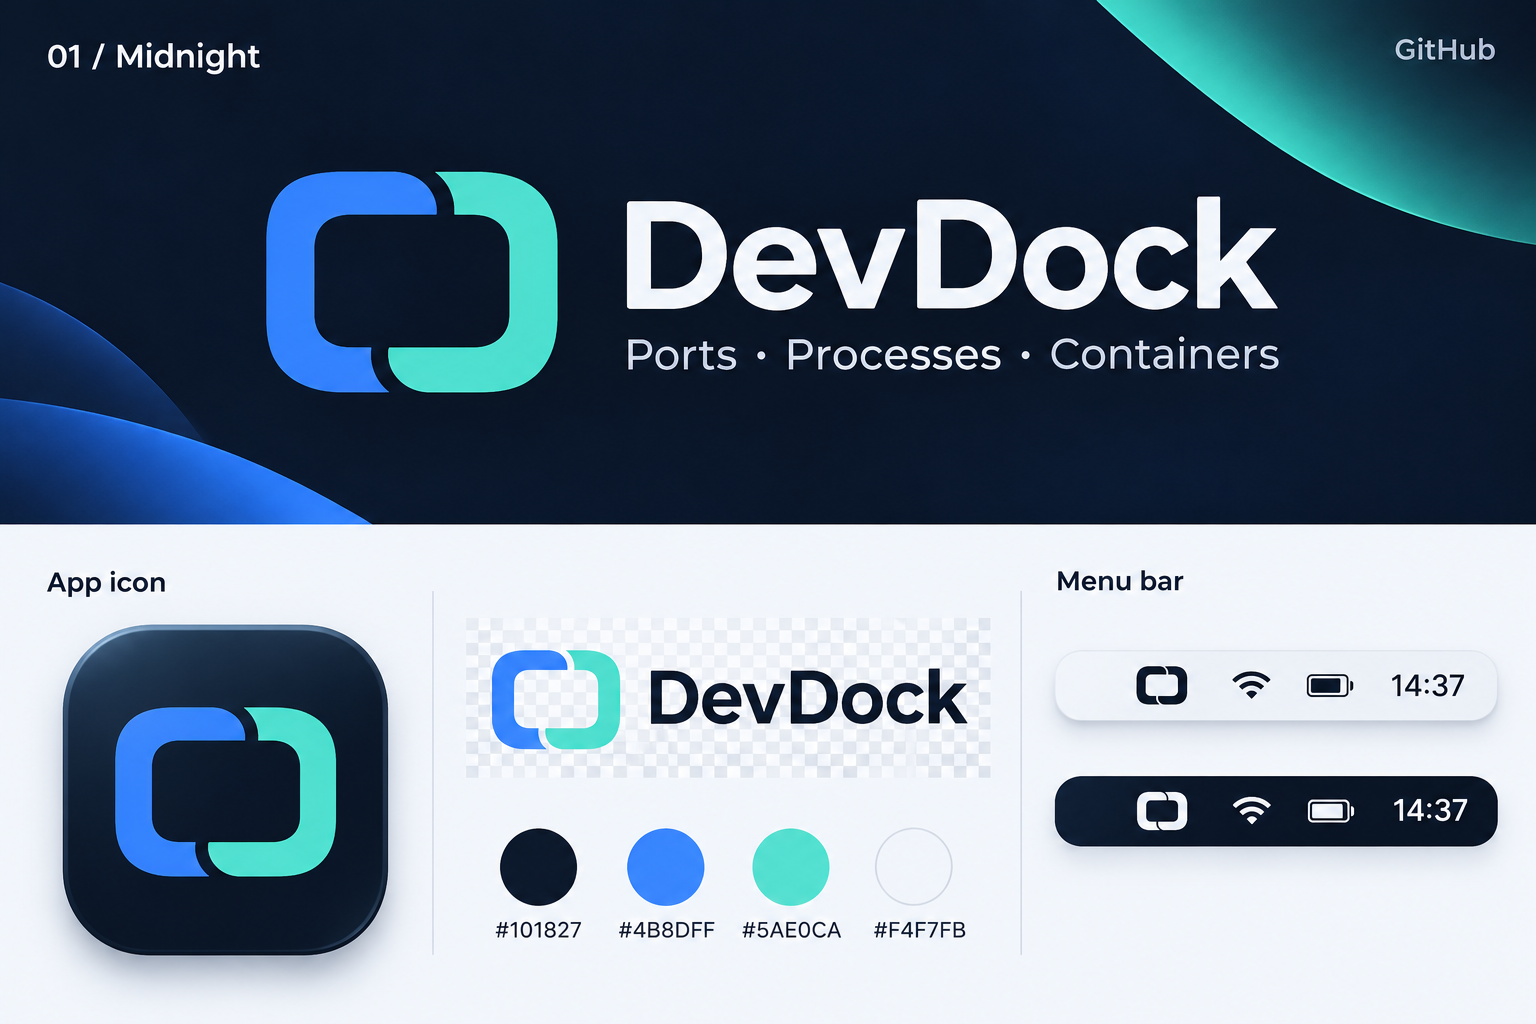 01 / Midnight
GitHub
DevDock
Ports • Processes • Containers
App icon
DevDock
#101827
#4B8DFF
#5AE0CA
#F4F7FB
Menu bar
14:37
14:37